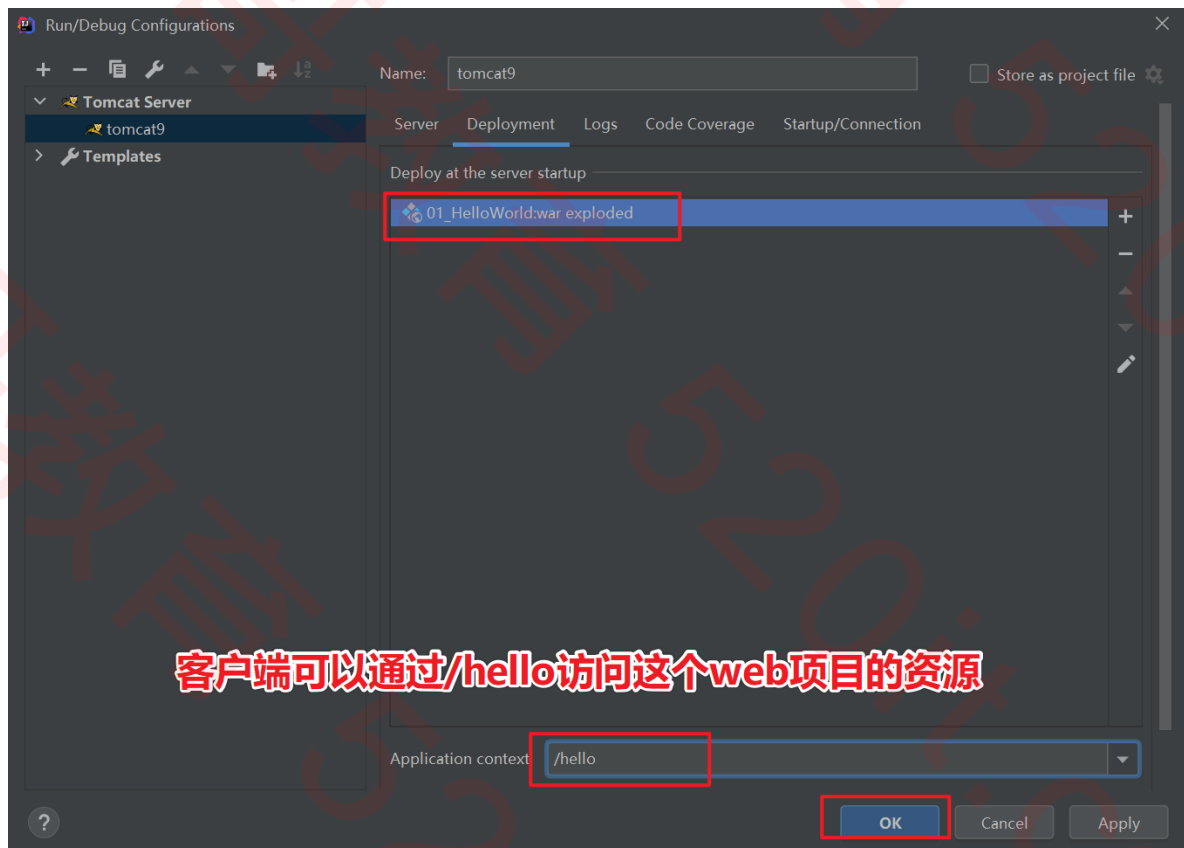 Run/Debug Configurations
Name: tomcat9
Store as project file
Tomcat Server
tomcat9
Templates
Server Deployment Logs Code Coverage Startup/Connection
Deploy at the server startup
01_HelloWorld:war exploded
客户端可以通过/hello访问这个web项目的资源
Application context /hello
? OK Cancel Apply